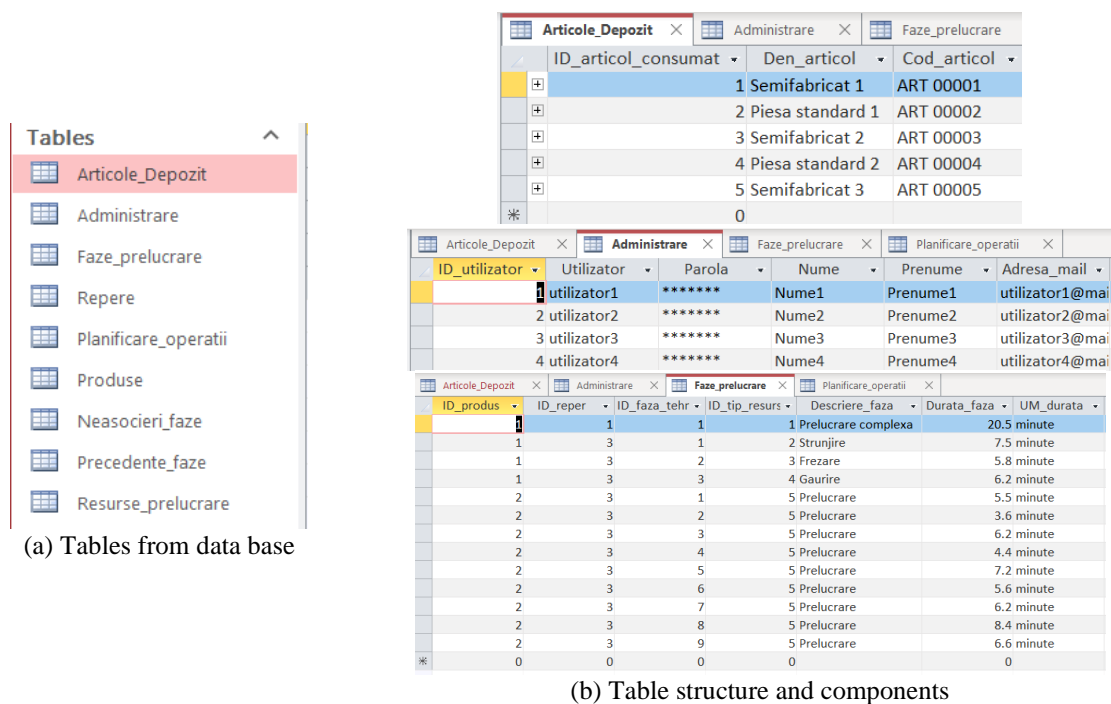 Tables
Articole_Depozit
Administrare
Faze_prelucrare
Repere
Planificare_operatii
Produse
Neasocieri_faze
Precedente_faze
Resurse_prelucrare
(a) Tables from data base
Articole_Depozit Administrare Faze_prelucrare
ID_articol_consumat Den_articol Cod_articol
1 Semifabricat 1 ART 00001
2 Piesa standard 1 ART 00002
3 Semifabricat 2 ART 00003
4 Piesa standard 2 ART 00004
5 Semifabricat 3 ART 00005
0
Articole_Depozit Administrare Faze_prelucrare Planificare_operatii
ID_utilizator Utilizator Parola Nume Prenume Adresa_mail
1 utilizator1 ******* Nume1 Prenume1 utilizator1@mai
2 utilizator2 ******* Nume2 Prenume2 utilizator2@mai
3 utilizator3 ******* Nume3 Prenume3 utilizator3@mai
4 utilizator4 ******* Nume4 Prenume4 utilizator4@mai
Articole_Depozit Administrare Faze_prelucrare Planificare_operatii
ID_produs ID_reper ID_faza_tehr ID_tip_resurs Descriere_faza Durata_faza UM_durata
1 1 1 1 Prelucrare complexa 20.5 minute
1 3 1 2 Strunjire 7.5 minute
1 3 2 3 Frezare 5.8 minute
1 3 3 4 Gaurire 6.2 minute
2 3 1 5 Prelucrare 5.5 minute
2 3 2 5 Prelucrare 3.6 minute
2 3 3 5 Prelucrare 6.2 minute
2 3 4 5 Prelucrare 4.4 minute
2 3 5 5 Prelucrare 7.2 minute
2 3 6 5 Prelucrare 5.6 minute
2 3 7 5 Prelucrare 6.2 minute
2 3 8 5 Prelucrare 8.4 minute
2 3 9 5 Prelucrare 6.6 minute
0 0 0 0 0
(b) Table structure and components